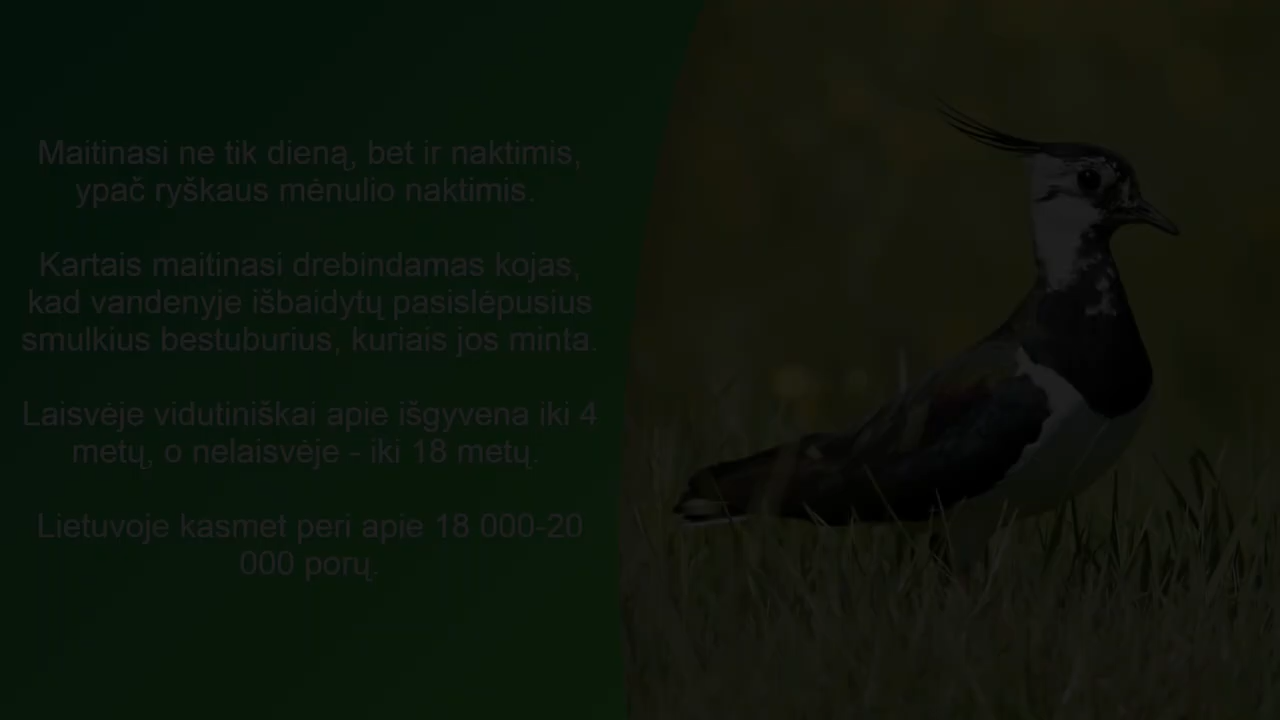 Maitinasi ne tik dieną, bet ir naktimis,
ypač ryškaus mėnulio naktimis.
Kartais maitinasi drebindamas kojas,
kad vandenyje išbaidytų pasislėpusius
smulkius bestuburius, kuriais jos minta.
Laisvėje vidutiniškai apie išgyvena iki 4
metų, o nelaisvėje - iki 18 metų.
Lietuvoje kasmet peri apie 18 000-20
000 porų.